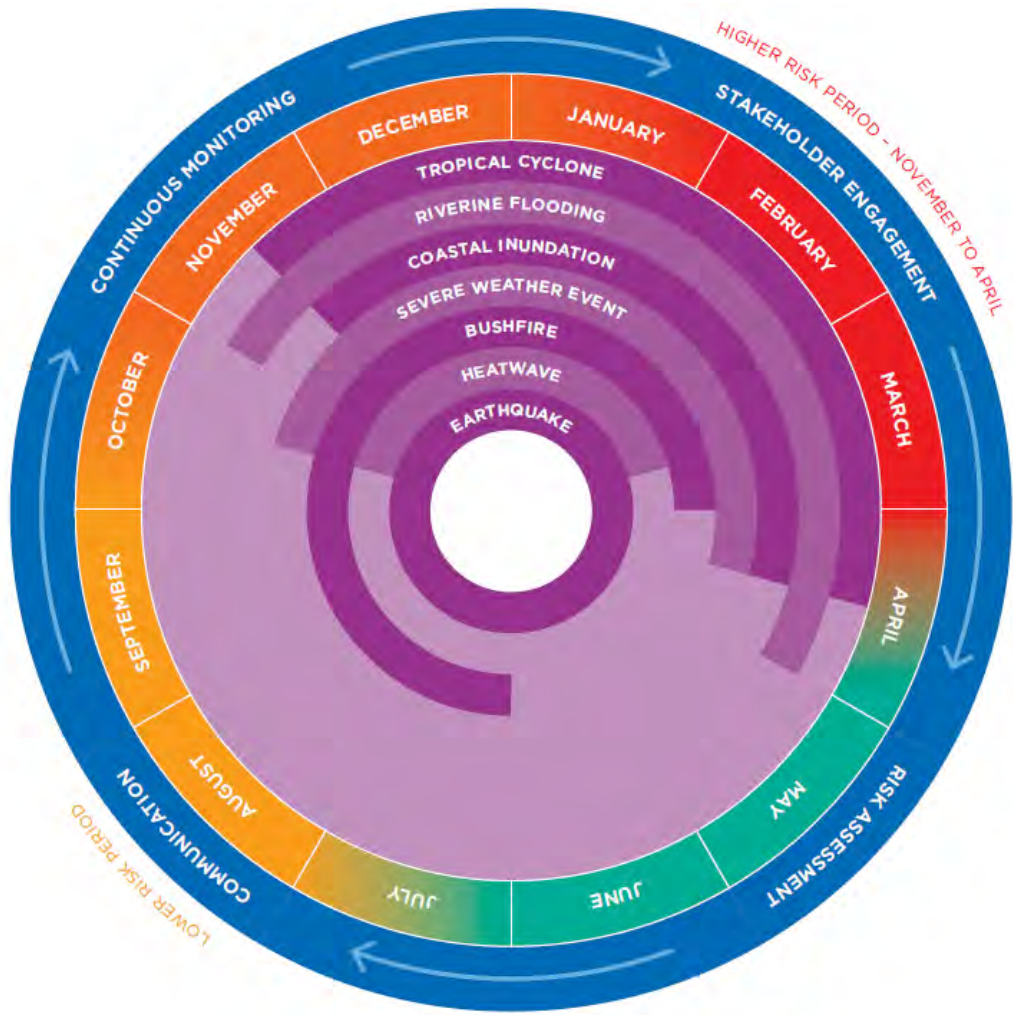 HIGHER RISK PERIOD - NOVEMBER TO APRIL
CONTINUOUS MONITORING
STAKEHOLDER ENGAGEMENT
RISK ASSESSMENT
COMMUNICATION
LOWER RISK PERIOD
JANUARY
FEBRUARY
MARCH
APRIL
MAY
JUNE
JULY
AUGUST
SEPTEMBER
OCTOBER
NOVEMBER
DECEMBER
TROPICAL CYCLONE
RIVERINE FLOODING
COASTAL INUNDATION
SEVERE WEATHER EVENT
BUSHFIRE
HEATWAVE
EARTHQUAKE